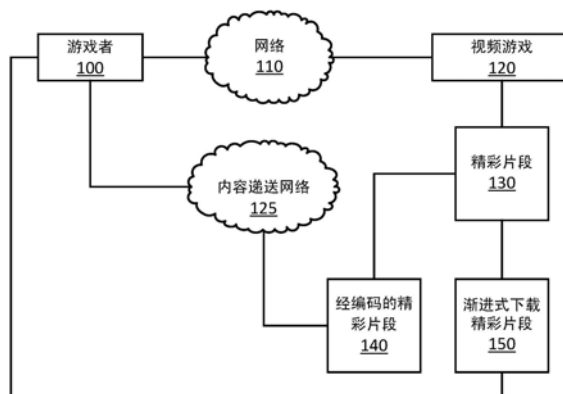 游戏者
100
网络
110
视频游戏
120
精彩片段
130
内容递送网络
125
经编码的精
彩片段
140
渐进式下载
精彩片段
150